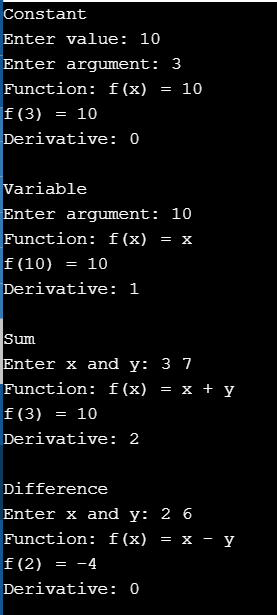 Constant
Enter value: 10
Enter argument: 3
Function: f(x) = 10
f(3) = 10
Derivative: 0

Variable
Enter argument: 10
Function: f(x) = x
f(10) = 10
Derivative: 1

Sum
Enter x and y: 3 7
Function: f(x) = x + y
f(3) = 10
Derivative: 2

Difference
Enter x and y: 2 6
Function: f(x) = x - y
f(2) = -4
Derivative: 0